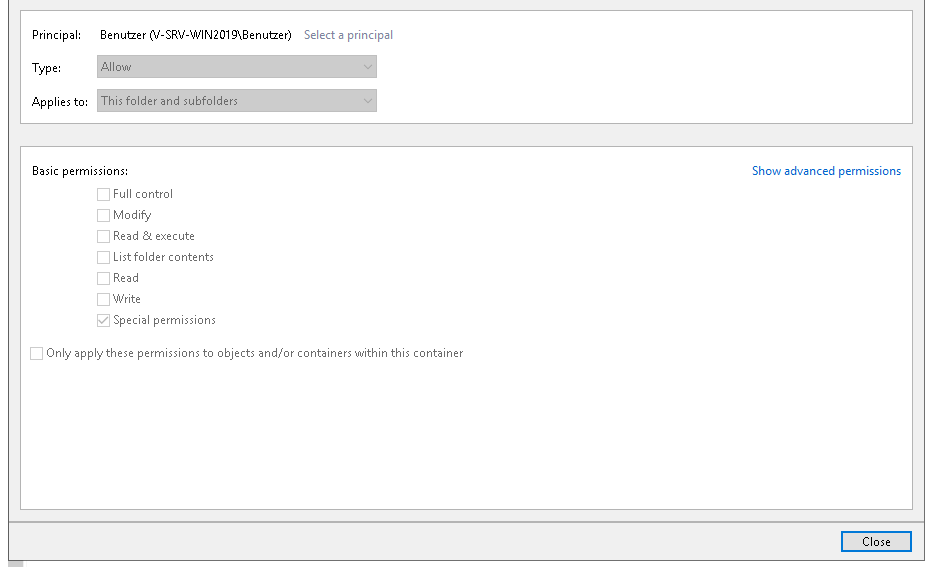 Principal: Benutzer (V-SRV-WIN2019\Benutzer) Select a principal
Type: Allow
Applies to: This folder and subfolders
Basic permissions: Show advanced permissions
Full control
Modify
Read & execute
List folder contents
Read
Write
Special permissions
Only apply these permissions to objects and/or containers within this container
Close